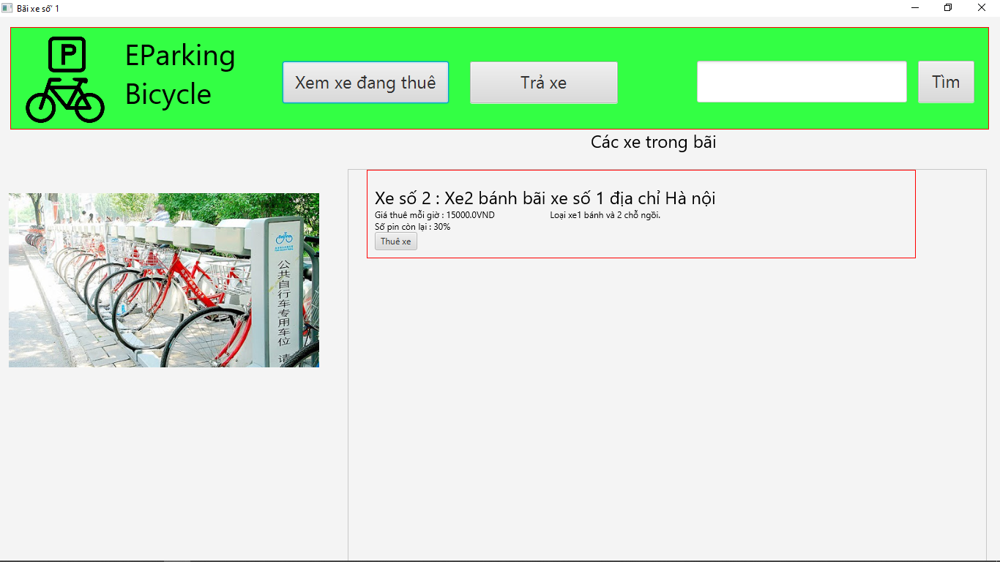 Bãi xe số 1
P
EParking
Bicycle
Xem xe đang thuê
Trả xe
Tìm
Các xe trong bãi
Xe số 2 : Xe2 bánh bãi xe số 1 địa chỉ Hà nội
Giá thuê mỗi giờ : 15000.0VND Loại xe1 bánh và 2 chỗ ngồi.
Số pin còn lại : 30%
Thuê xe
公共自行车专用车位 请